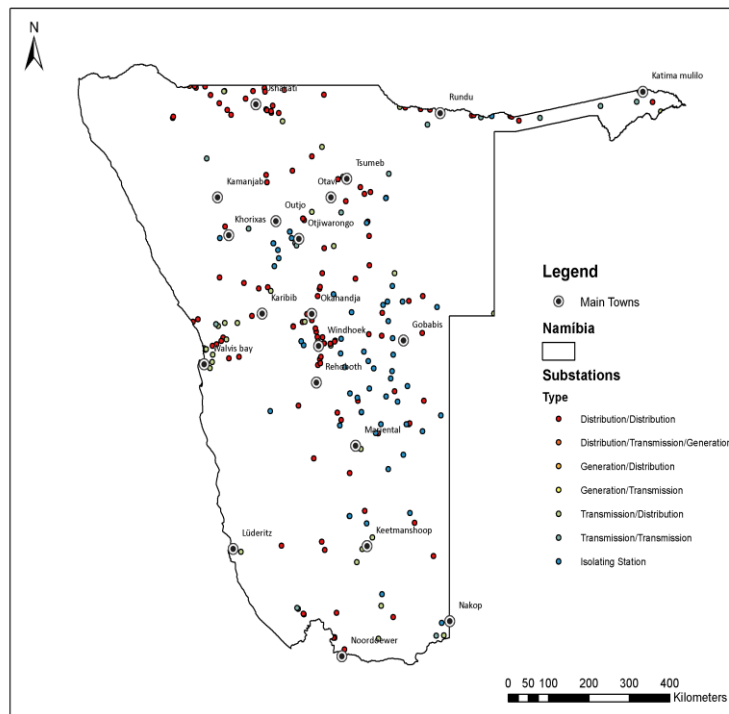 N
Katima mulilo
Oshakati
Rundu
Tsumeb
Kamanjab
Otavi
Outjo
Khorixas
Otjiwarongo
Legend
Main Towns
Karibib
Okahandja
Namíbia
Windhoek
Gobabis
Walvis bay
Rehoboth
Substations
Type
Distribution/Distribution
Distribution/Transmission/Generation
Mariental
Generation/Distribution
Generation/Transmission
Transmission/Distribution
Lüderitz
Keetmanshoop
Transmission/Transmission
Isolating Station
Nakop
Noordoewer
0 50 100 200 300 400
Kilometers